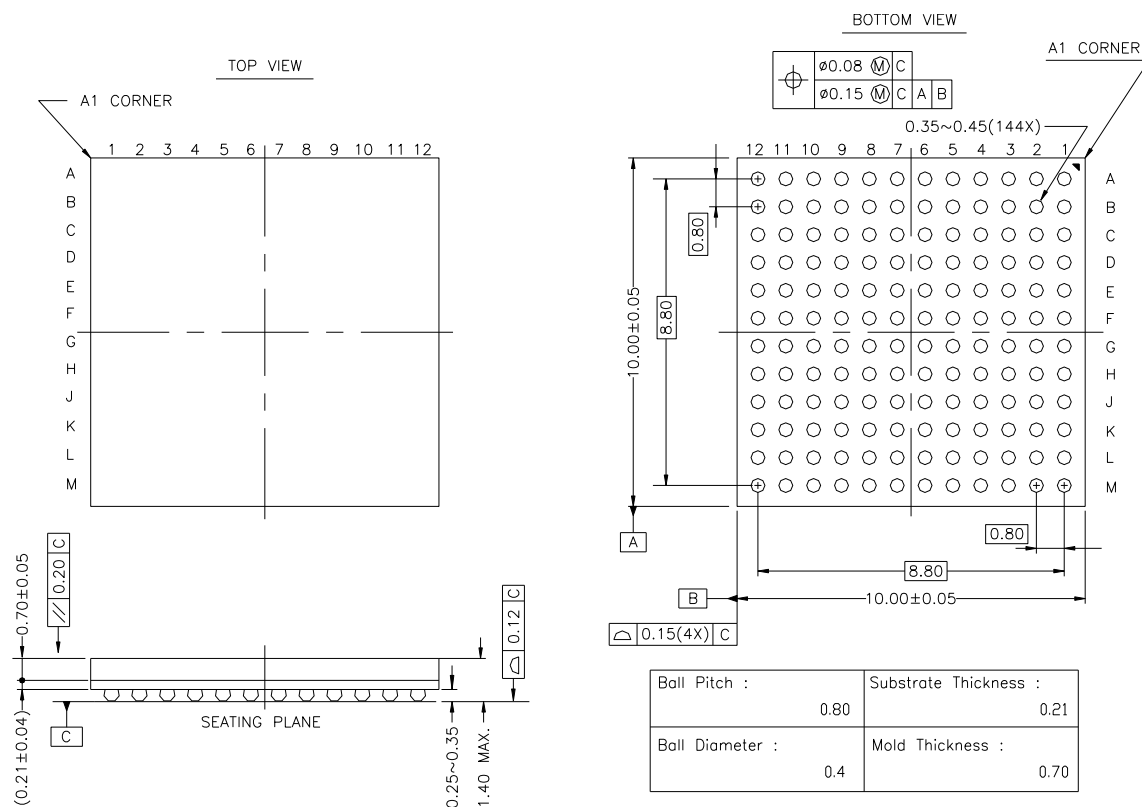 TOP VIEW
A1 CORNER
1 2 3 4 5 6 7 8 9 10 11 12
A
B
C
D
E
F
G
H
J
K
L
M
BOTTOM VIEW
A1 CORNER
⌀0.08 Ⓜ C
⌀0.15 Ⓜ C A B
0.35~0.45(144X)
12 11 10 9 8 7 6 5 4 3 2 1
A
B
C
D
E
F
G
H
J
K
L
M
0.80
8.80
10.00±0.05
A
0.80
8.80
B
10.00±0.05
0.15(4X) C
0.70±0.05
// 0.20 C
(0.21±0.04)
C
SEATING PLANE
0.25~0.35
1.40 MAX.
0.12 C
Ball Pitch :
0.80
Substrate Thickness :
0.21
Ball Diameter :
0.4
Mold Thickness :
0.70